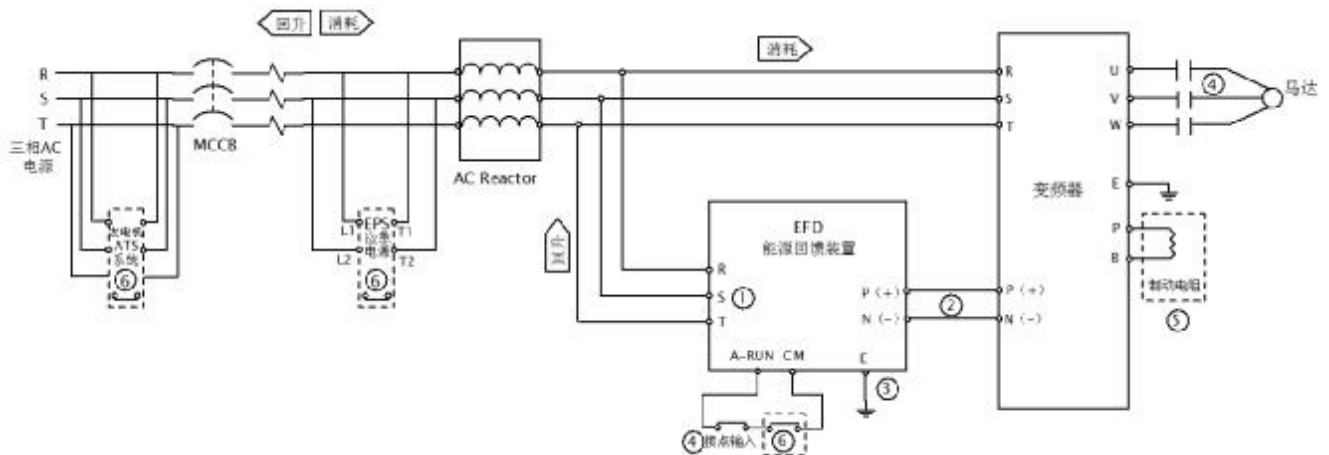 回升 消耗
消耗
R
S
T
三相AC
电源
MCCB
AC Reactor
R
S
T
U
V
W
④
马达
变频器
E
P
B
制动电阻
⑤
ATS
系统
⑥
L1
L2
EPS
电源
⑥
T1
T2
回升
EFD
能源回馈装置
R
S ①
T
P (+)
N (-)
②
P (+)
N (-)
A-RUN CM
E
③
④ 接点输入
⑥